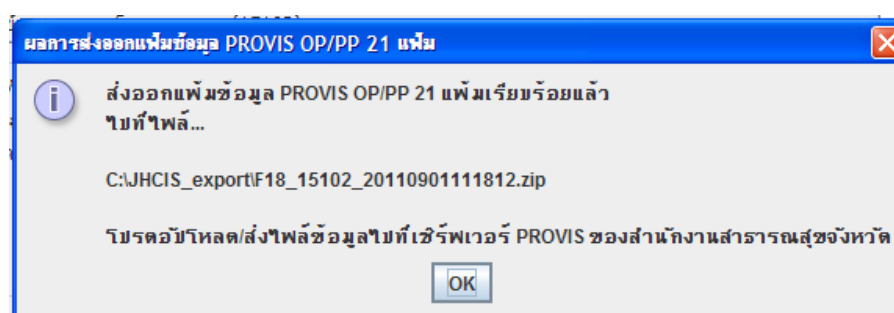 ผลการส่งออกแฟ้มข้อมูล PROVIS OP/PP 21 แฟ้ม
ส่งออกแฟ้มข้อมูล PROVIS OP/PP 21 แฟ้มเรียบร้อยแล้ว
ไปที่ไฟล์...
C:\JHCIS_export\F18_15102_20110901111812.zip
โปรดอัปโหลด/ส่งไฟล์ข้อมูลไปที่เซิร์ฟเวอร์ PROVIS ของสำนักงานสาธารณสุขจังหวัด
OK